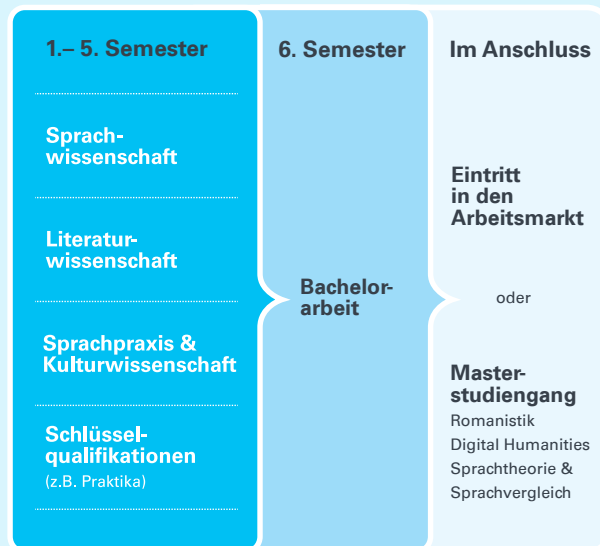 1.– 5. Semester
Sprach-
wissenschaft
Literatur-
wissenschaft
Sprachpraxis &
Kulturwissenschaft
Schlüssel-
qualifikationen
(z.B. Praktika)
6. Semester
Bachelor-
arbeit
Im Anschluss
Eintritt
in den
Arbeitsmarkt
oder
Master-
studiengang
Romanistik
Digital Humanities
Sprachtheorie &
Sprachvergleich